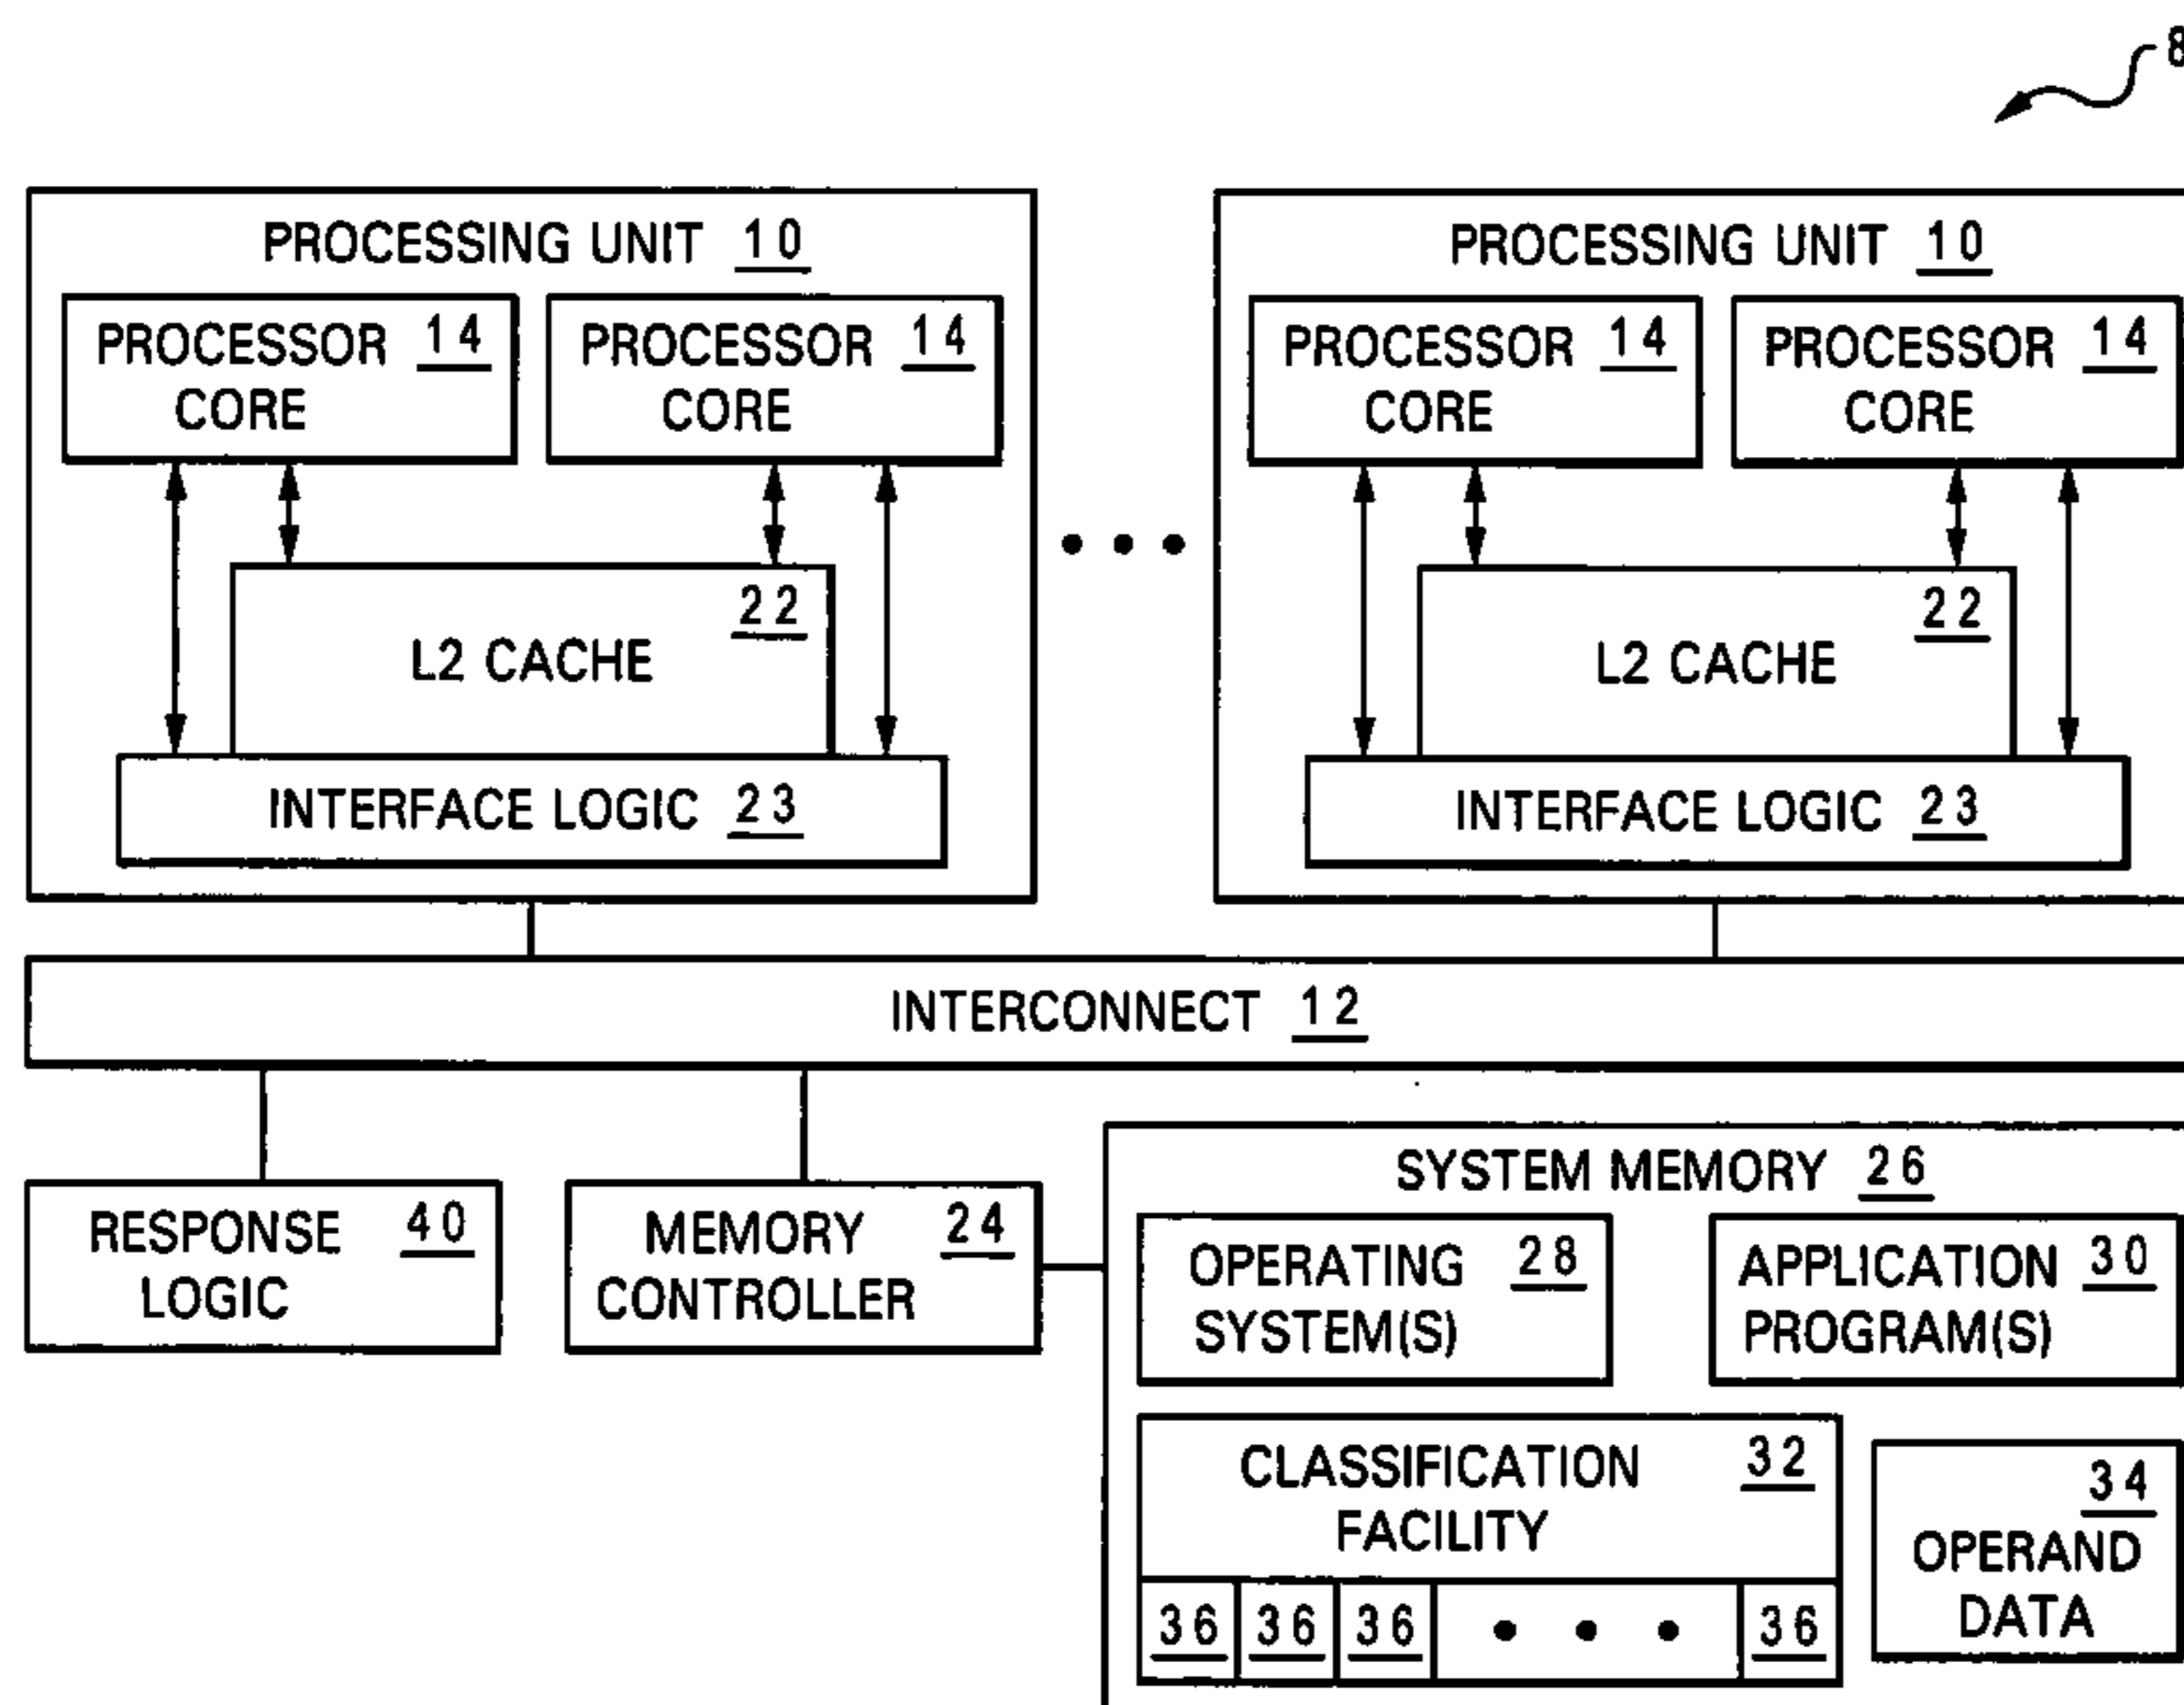 8
PROCESSING UNIT 10
PROCESSOR 14
CORE
PROCESSOR 14
CORE
22
L2 CACHE
INTERFACE LOGIC 23
PROCESSING UNIT 10
PROCESSOR 14
CORE
PROCESSOR 14
CORE
22
L2 CACHE
INTERFACE LOGIC 23
INTERCONNECT 12
RESPONSE 40
LOGIC
MEMORY 24
CONTROLLER
SYSTEM MEMORY 26
OPERATING 28
SYSTEM(S)
APPLICATION 30
PROGRAM(S)
CLASSIFICATION 32
FACILITY
36 36 36 • • • 36
34
OPERAND
DATA